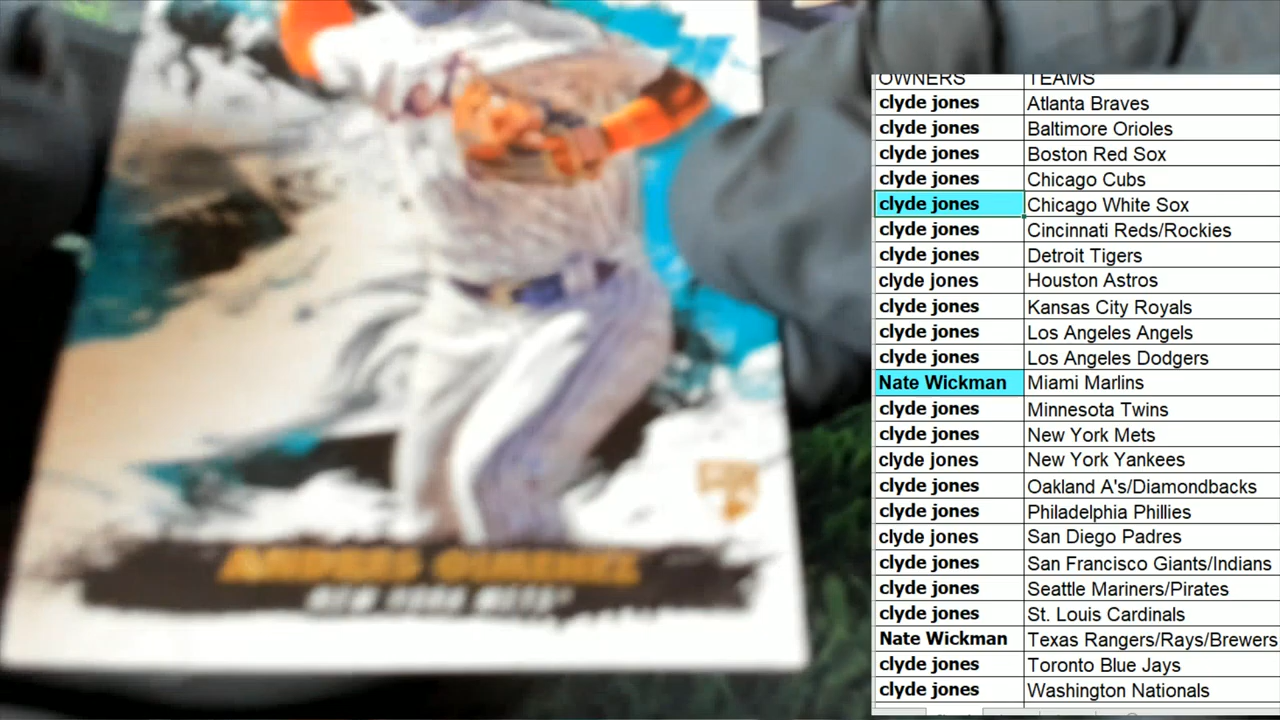 OWNERS TEAMS
clyde jones Atlanta Braves
clyde jones Baltimore Orioles
clyde jones Boston Red Sox
clyde jones Chicago Cubs
clyde jones Chicago White Sox
clyde jones Cincinnati Reds/Rockies
clyde jones Detroit Tigers
clyde jones Houston Astros
clyde jones Kansas City Royals
clyde jones Los Angeles Angels
clyde jones Los Angeles Dodgers
Nate Wickman Miami Marlins
clyde jones Minnesota Twins
clyde jones New York Mets
clyde jones New York Yankees
clyde jones Oakland A's/Diamondbacks
clyde jones Philadelphia Phillies
clyde jones San Diego Padres
clyde jones San Francisco Giants/Indians
clyde jones Seattle Mariners/Pirates
clyde jones St. Louis Cardinals
Nate Wickman Texas Rangers/Rays/Brewers
clyde jones Toronto Blue Jays
clyde jones Washington Nationals
ANDRES GIMENEZ
NEW YORK METS